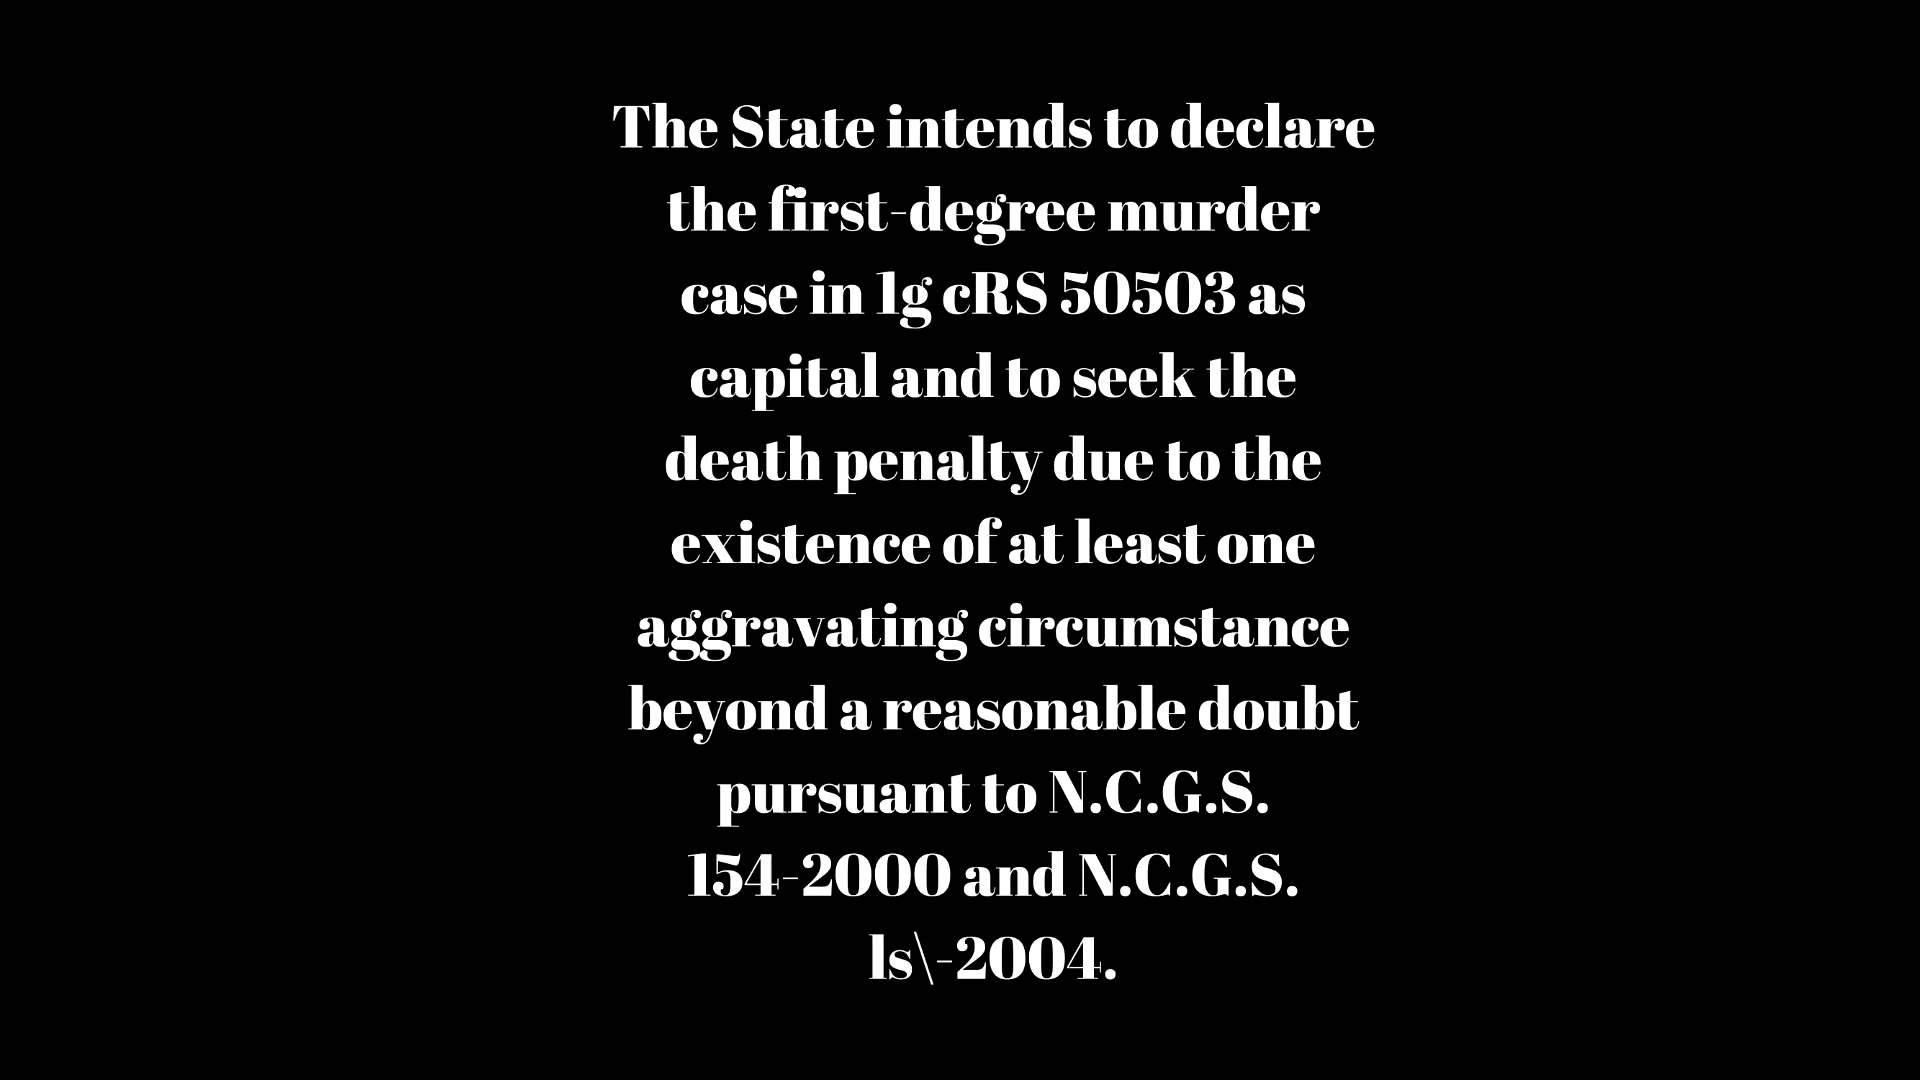 The State intends to declare
the first-degree murder
case in 1g cRS 50503 as
capital and to seek the
death penalty due to the
existence of at least one
aggravating circumstance
beyond a reasonable doubt
pursuant to N.C.G.S.
154-2000 and N.C.G.S.
ls\-2004.